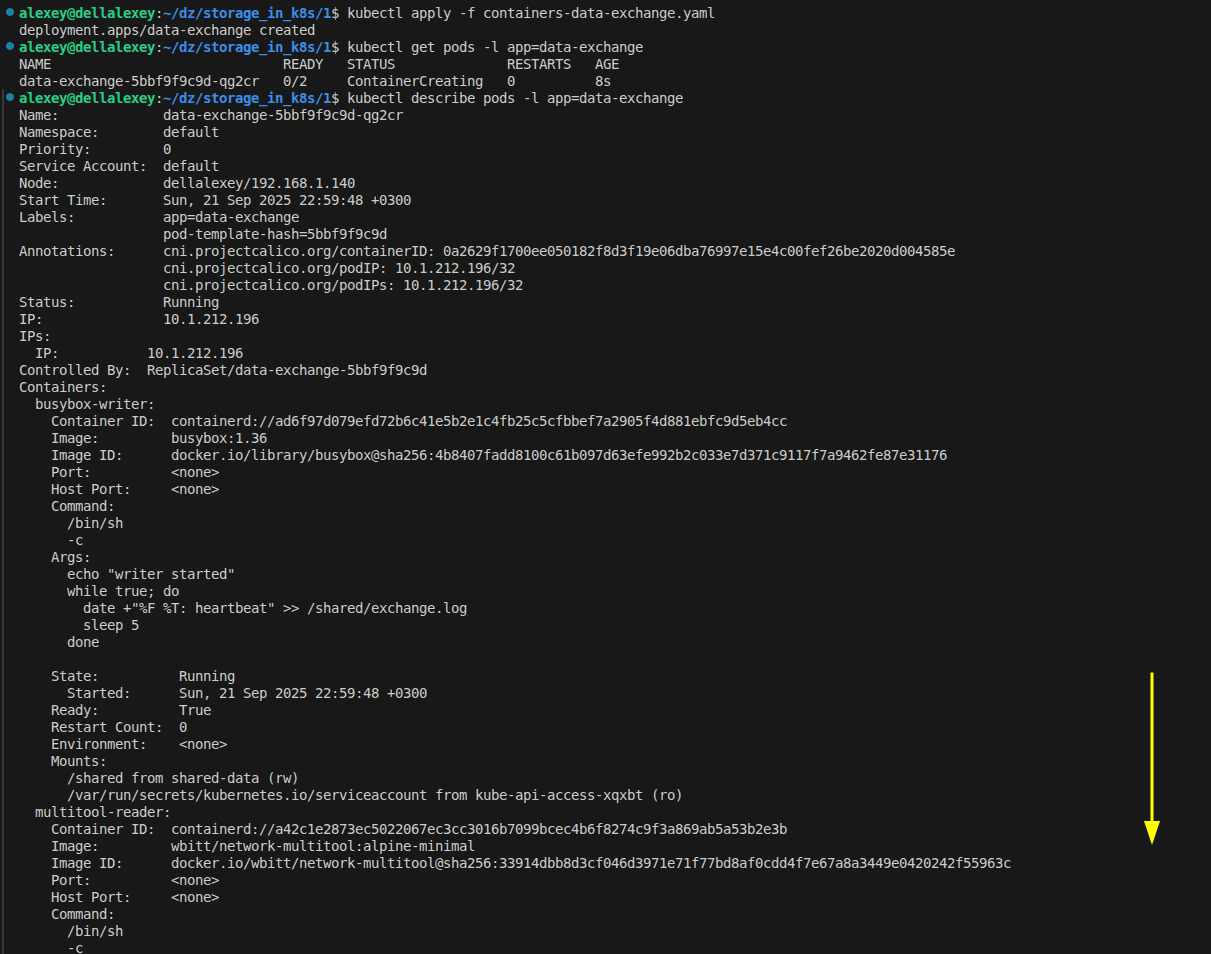 alexey@dellalexey:~/dz/storage_in_k8s/1$ kubectl apply -f containers-data-exchange.yaml
deployment.apps/data-exchange created
alexey@dellalexey:~/dz/storage_in_k8s/1$ kubectl get pods -l app=data-exchange
NAME                             READY   STATUS              RESTARTS   AGE
data-exchange-5bbf9f9c9d-qg2cr   0/2     ContainerCreating   0          8s
alexey@dellalexey:~/dz/storage_in_k8s/1$ kubectl describe pods -l app=data-exchange
Name:             data-exchange-5bbf9f9c9d-qg2cr
Namespace:        default
Priority:         0
Service Account:  default
Node:             dellalexey/192.168.1.140
Start Time:       Sun, 21 Sep 2025 22:59:48 +0300
Labels:           app=data-exchange
                  pod-template-hash=5bbf9f9c9d
Annotations:      cni.projectcalico.org/containerID: 0a2629f1700ee050182f8d3f19e06dba76997e15e4c00fef26be2020d004585e
                  cni.projectcalico.org/podIP: 10.1.212.196/32
                  cni.projectcalico.org/podIPs: 10.1.212.196/32
Status:           Running
IP:               10.1.212.196
IPs:
  IP:           10.1.212.196
Controlled By:  ReplicaSet/data-exchange-5bbf9f9c9d
Containers:
  busybox-writer:
    Container ID:  containerd://ad6f97d079efd72b6c41e5b2e1c4fb25c5cfbbef7a2905f4d881ebfc9d5eb4cc
    Image:         busybox:1.36
    Image ID:      docker.io/library/busybox@sha256:4b8407fadd8100c61b097d63efe992b2c033e7d371c9117f7a9462fe87e31176
    Port:          <none>
    Host Port:     <none>
    Command:
      /bin/sh
      -c
    Args:
      echo "writer started"
      while true; do
        date +"%F %T: heartbeat" >> /shared/exchange.log
        sleep 5
      done
    State:          Running
      Started:      Sun, 21 Sep 2025 22:59:48 +0300
    Ready:          True
    Restart Count:  0
    Environment:    <none>
    Mounts:
      /shared from shared-data (rw)
      /var/run/secrets/kubernetes.io/serviceaccount from kube-api-access-xqxbt (ro)
  multitool-reader:
    Container ID:  containerd://a42c1e2873ec5022067ec3cc3016b7099bcec4b6f8274c9f3a869ab5a53b2e3b
    Image:         wbitt/network-multitool:alpine-minimal
    Image ID:      docker.io/wbitt/network-multitool@sha256:33914dbb8d3cf046d3971e71f77bd8af0cdd4f7e67a8a3449e0420242f55963c
    Port:          <none>
    Host Port:     <none>
    Command:
      /bin/sh
      -c